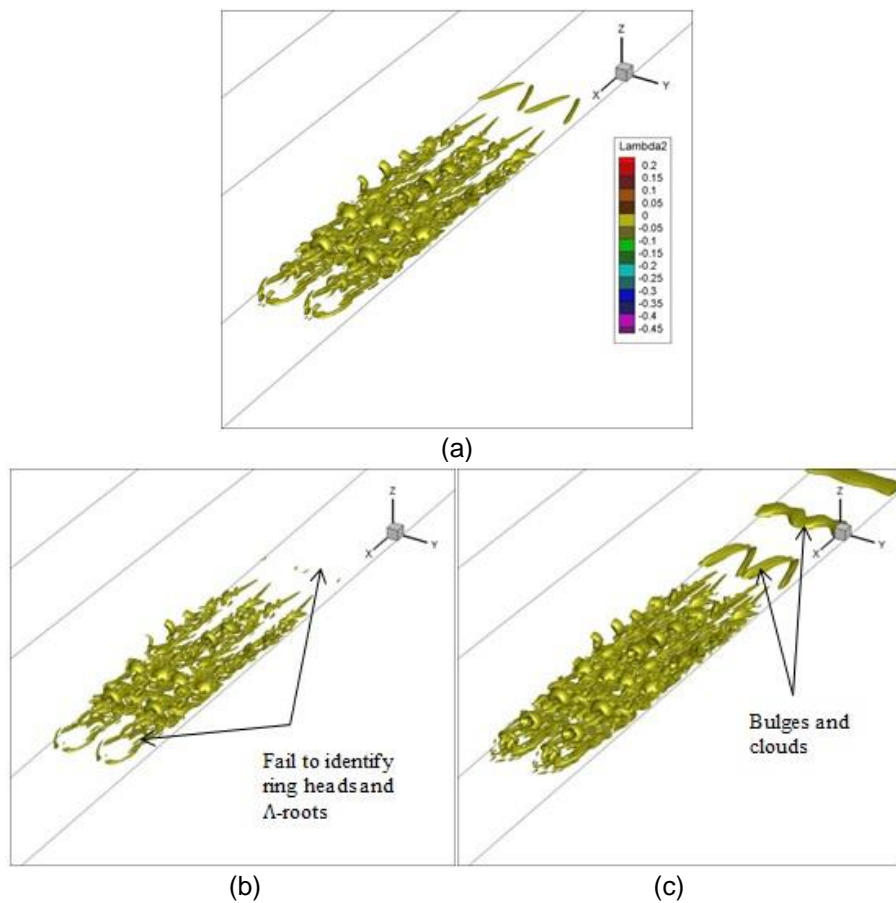 Z
X
Y
Lambda2
0.2
0.15
0.1
0.05
0
-0.05
-0.1
-0.15
-0.2
-0.25
-0.3
-0.35
-0.4
-0.45
(a)
Z
X
Y
Fail to identify
ring heads and
Λ-roots
(b)
Z
X
Y
Bulges and
clouds
(c)